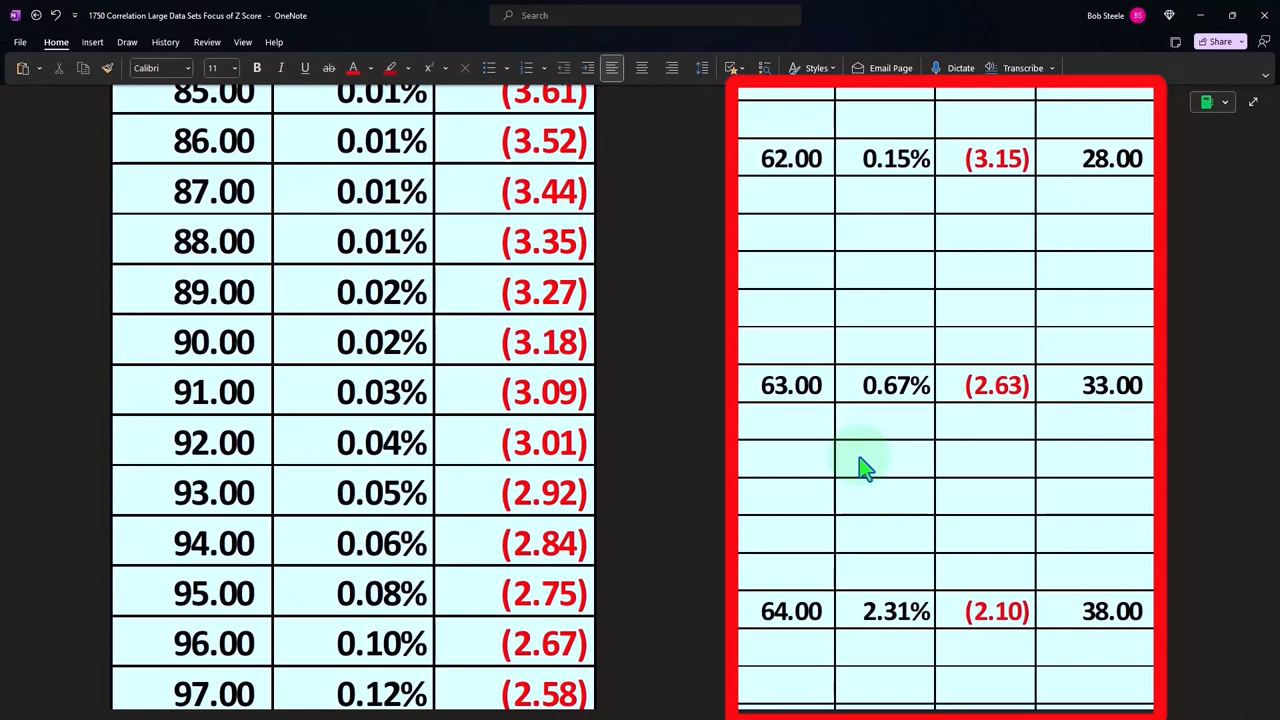 1750 Correlation Large Data Sets Focus of Z Score - OneNote
Search
Bob Steele
BS
File Home Insert Draw History Review View Help
Share
Calibri 11 B I U ab A Styles Email Page Dictate Transcribe
85.00 0.01% (3.61)
86.00 0.01% (3.52)
87.00 0.01% (3.44)
88.00 0.01% (3.35)
89.00 0.02% (3.27)
90.00 0.02% (3.18)
91.00 0.03% (3.09)
92.00 0.04% (3.01)
93.00 0.05% (2.92)
94.00 0.06% (2.84)
95.00 0.08% (2.75)
96.00 0.10% (2.67)
97.00 0.12% (2.58)
62.00 0.15% (3.15) 28.00
63.00 0.67% (2.63) 33.00
64.00 2.31% (2.10) 38.00